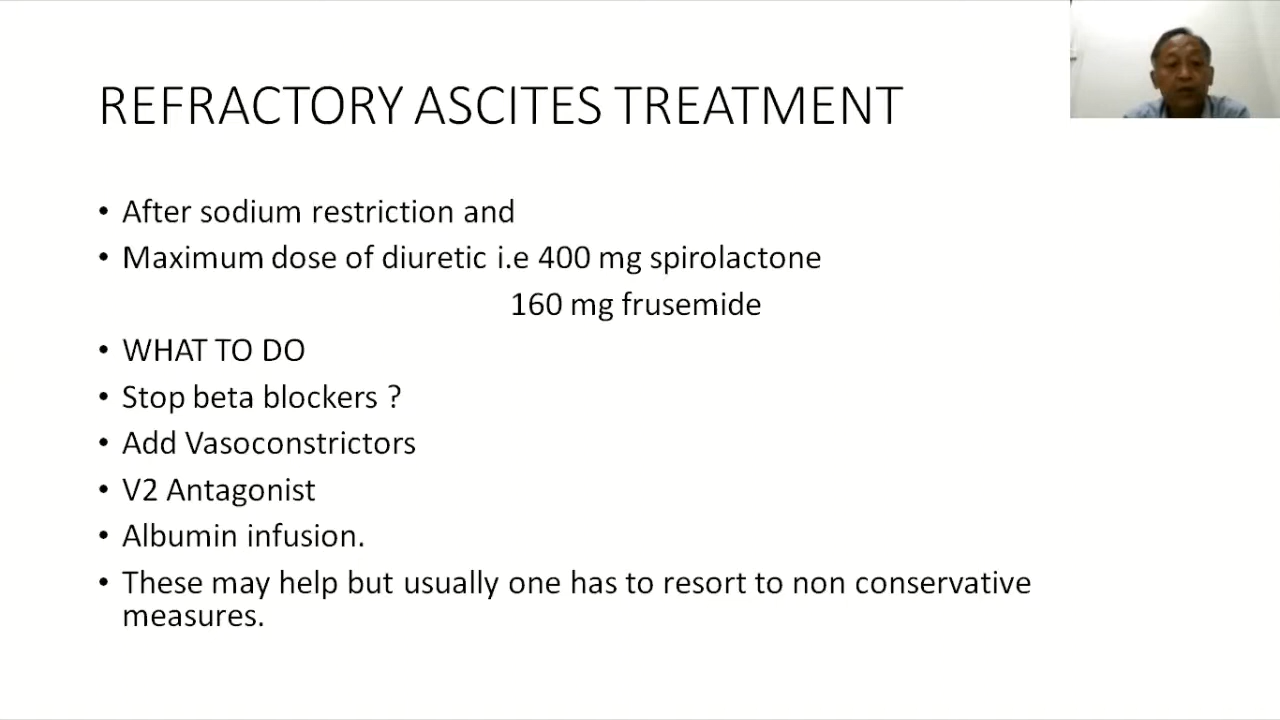 REFRACTORY ASCITES TREATMENT
• After sodium restriction and
• Maximum dose of diuretic i.e 400 mg spirolactone
160 mg frusemide
• WHAT TO DO
• Stop beta blockers ?
• Add Vasoconstrictors
• V2 Antagonist
• Albumin infusion.
• These may help but usually one has to resort to non conservative
measures.